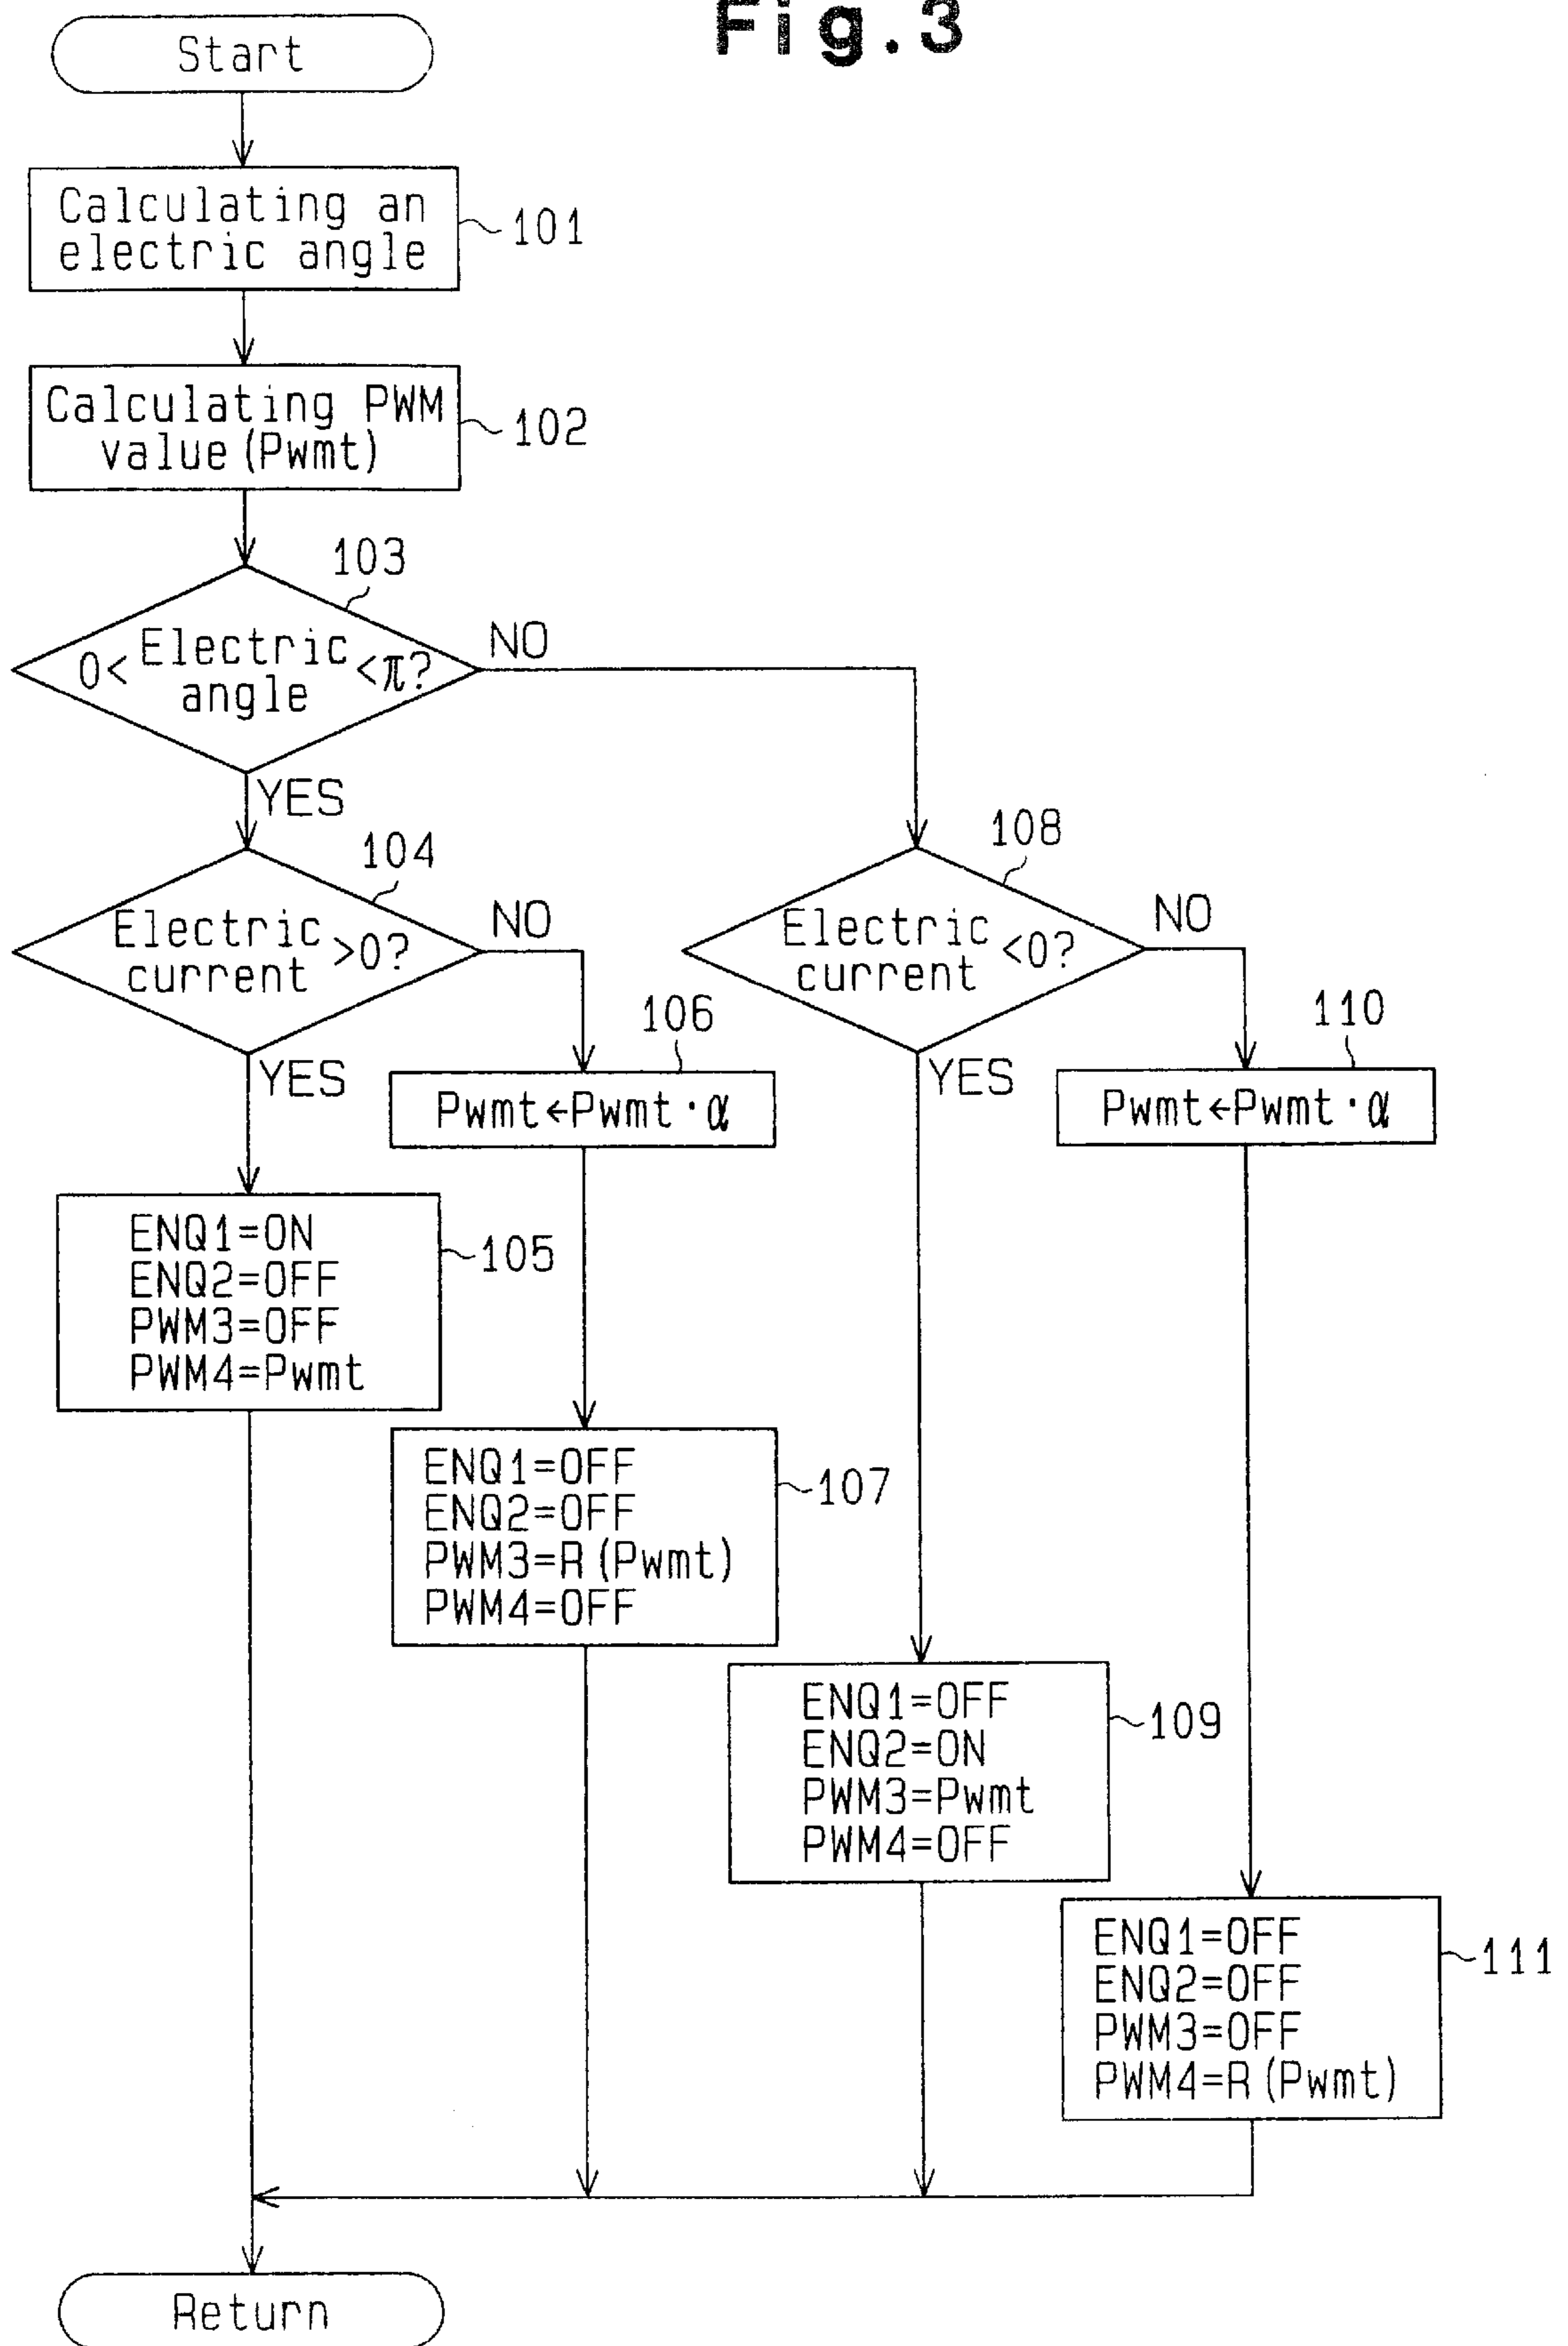 Fig.3
Start
Calculating an
electric angle
101
Calculating PWM
value(Pwmt)
102
103
0< Electric angle <π?
NO
YES
104
Electric
current >0?
NO
YES
108
Electric
current <0?
NO
YES
106
Pwmt←Pwmt·α
110
Pwmt←Pwmt·α
ENQ1=ON
ENQ2=OFF
PWM3=OFF
PWM4=Pwmt
105
ENQ1=OFF
ENQ2=OFF
PWM3=R(Pwmt)
PWM4=OFF
107
ENQ1=OFF
ENQ2=ON
PWM3=Pwmt
PWM4=OFF
109
ENQ1=OFF
ENQ2=OFF
PWM3=OFF
PWM4=R(Pwmt)
111
Return